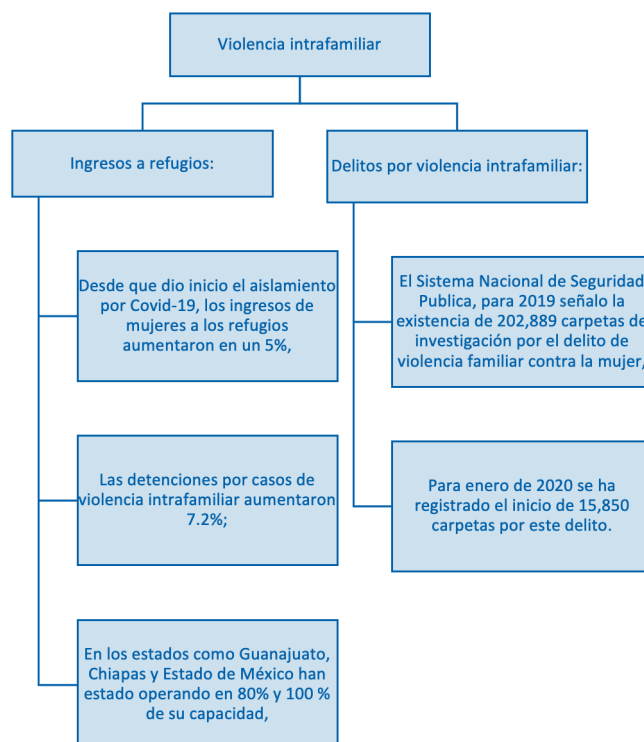 Violencia intrafamiliar
Ingresos a refugios:
Desde que dio inicio el aislamiento
por Covid-19, los ingresos de
mujeres a los refugios
aumentaron en un 5%,
Las detenciones por casos de
violencia intrafamiliar aumentaron
7.2%;
En los estados como Guanajuato,
Chiapas y Estado de México han
estado operando en 80% y 100 %
de su capacidad,
Delitos por violencia intrafamiliar:
El Sistema Nacional de Seguridad
Publica, para 2019 señalo la
existencia de 202,889 carpetas de
investigación por el delito de
violencia familiar contra la mujer,
Para enero de 2020 se ha
registrado el inicio de 15,850
carpetas por este delito.